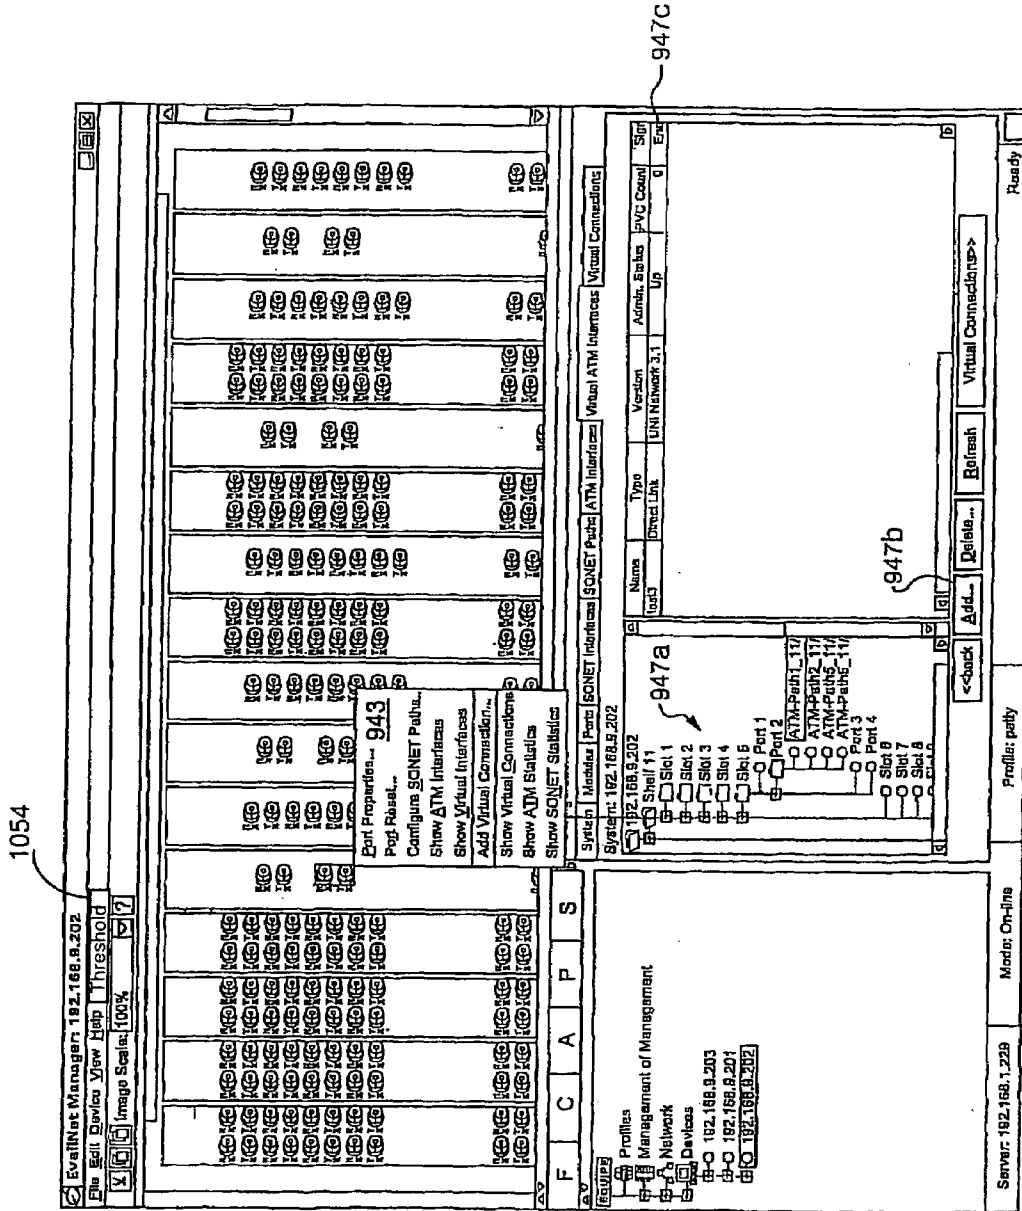 1054
EvailNet Manager: 192.168.9.202
File Edit Device View Help Threshold
Image Scale: 100% ?
Port Properties... 943
Port Reset...
Configure SONET Paths...
Show ATM Interfaces
Show Virtual Interfaces
Add Virtual Connection...
Show Virtual Connections
Show ATM Statistics
Show SONET Statistics
F C A P S
EQUIPE
Profiles
Management of Management
Network
Devices
192.168.9.203
192.168.9.201
192.168.9.202
System Modules Ports SONET Interfaces SONET Paths ATM Interfaces Virtual ATM Interfaces Virtual Connections
System: 192.168.9.202
192.168.9.202
Shelf 11
Slot 1
Slot 2
Slot 3
Slot 4
Slot 5
Port 1
Port 2
ATM-Path1_11/
ATM-Path2_11/
ATM-Path5_11/
ATM-Path6_11/
Port 3
Port 4
Slot 6
Slot 7
Slot 8
947a
Name Type Version Admin. Status PVC Count Stat
test3 Direct Link UNI Network 3.1 Up 0 Ena
947c
947b
<<back Add... Delete... Refresh Virtual Connections>>
Server: 192.168.1.229 Mode: On-line Profile: patty Ready